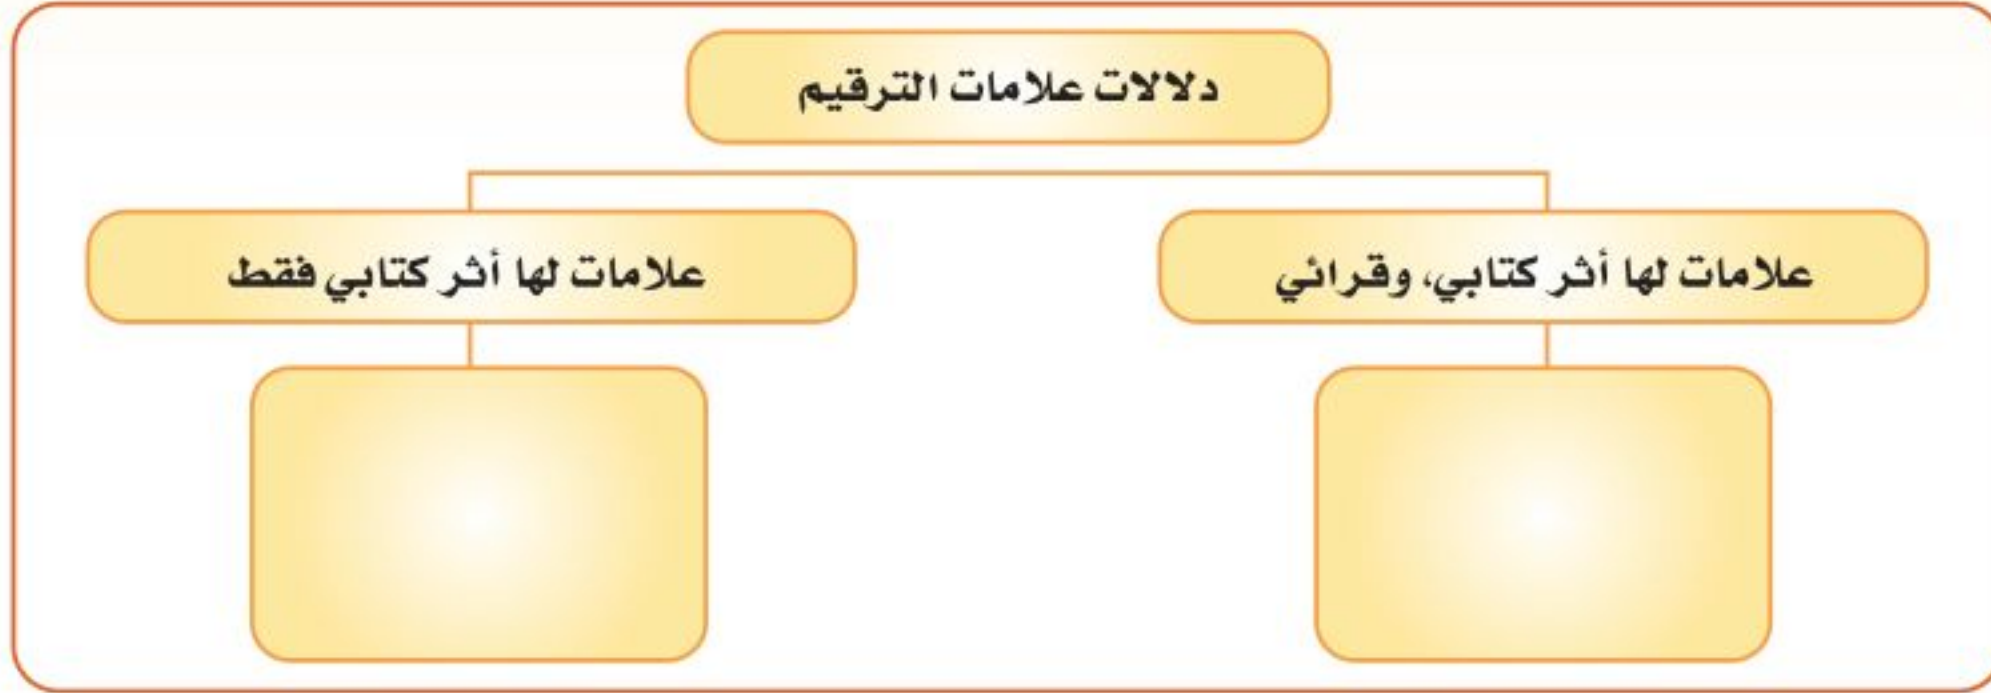 دلالات علامات الترقيم
علامات لها أثر كتابي، وقرائي
علامات لها أثر كتابي فقط